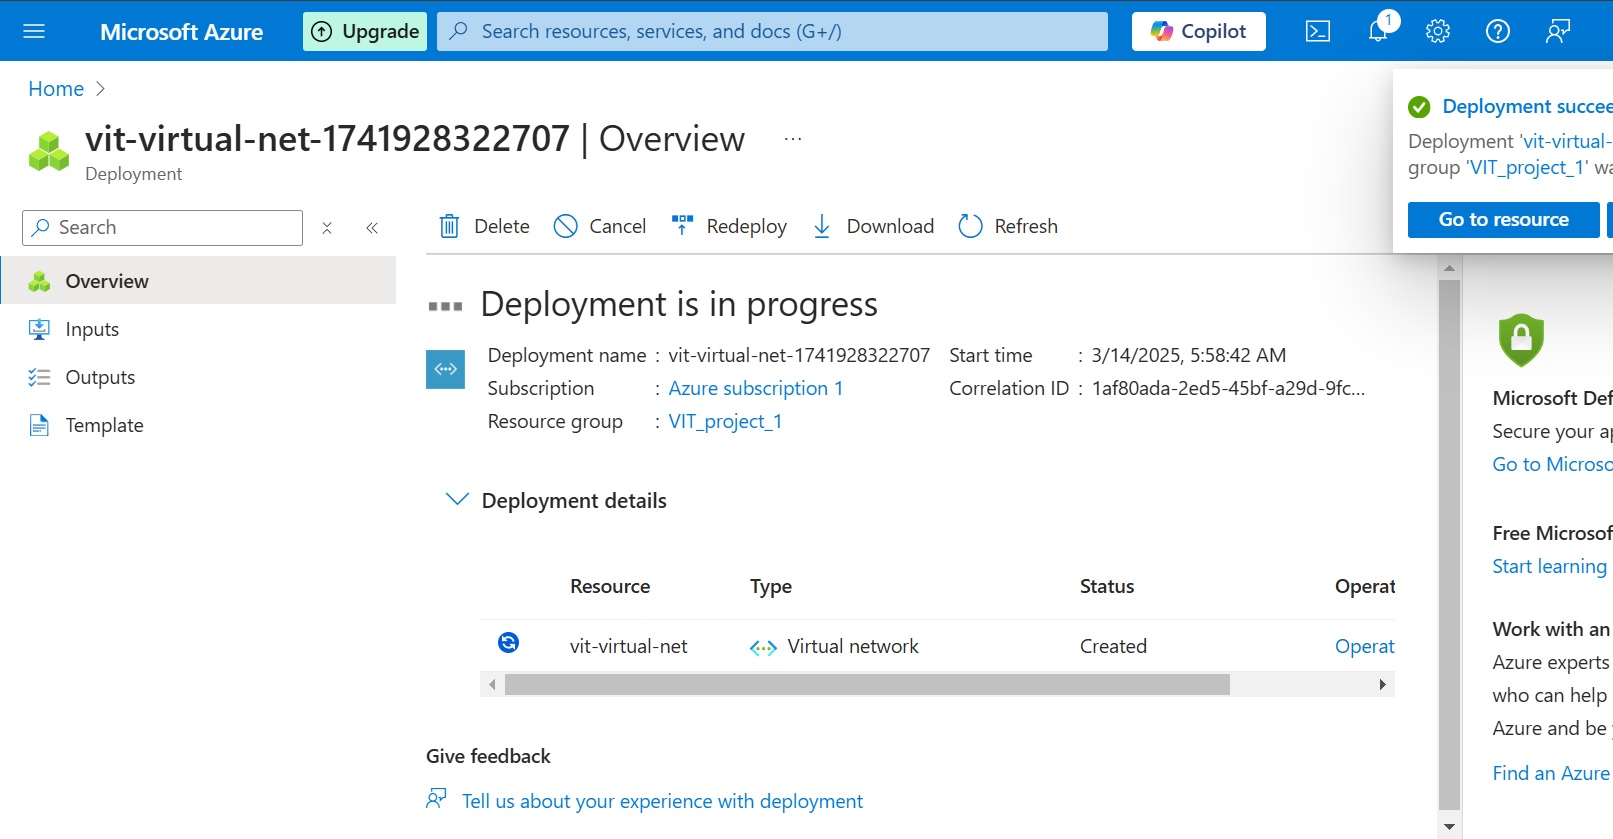 Microsoft Azure
Upgrade
Search resources, services, and docs (G+/)
Copilot
1
Home
vit-virtual-net-1741928322707 | Overview
...
Deployment
Search
Overview
Inputs
Outputs
Template
Delete
Cancel
Redeploy
Download
Refresh
Deployment is in progress
Deployment name : vit-virtual-net-1741928322707
Subscription : Azure subscription 1
Resource group : VIT_project_1
Start time : 3/14/2025, 5:58:42 AM
Correlation ID : 1af80ada-2ed5-45bf-a29d-9fc...
Deployment details
Resource Type Status Operat
vit-virtual-net Virtual network Created Operat
Give feedback
Tell us about your experience with deployment
Deployment succee
Deployment 'vit-virtual-
group 'VIT_project_1' wa
Go to resource
Microsoft Def
Secure your ap
Go to Microso
Free Microsof
Start learning
Work with an
Azure experts
who can help
Azure and be
Find an Azure